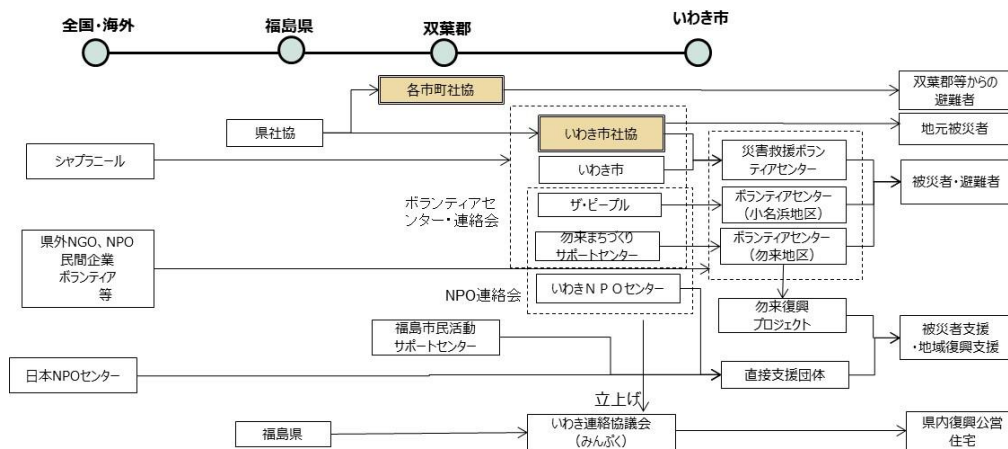 全国・海外
福島県
双葉郡
いわき市
各市町社協
双葉郡等からの
避難者
県社協
いわき市社協
地元被災者
シャプラニール
いわき市
災害救援ボラン
ティアセンター
被災者・避難者
ボランティアセ
ンター・連絡会
ザ・ピープル
ボランティアセンター
(小名浜地区)
県外NGO、NPO
民間企業
ボランティア
等
勿来まちづくり
サポートセンター
ボランティアセンター
(勿来地区)
NPO連絡会
いわきNPOセンター
勿来復興
プロジェクト
福島市民活動
サポートセンター
被災者支援
・地域復興支援
日本NPOセンター
直接支援団体
立上げ
福島県
いわき連絡協議会
(みんぷく)
県内復興公営
住宅